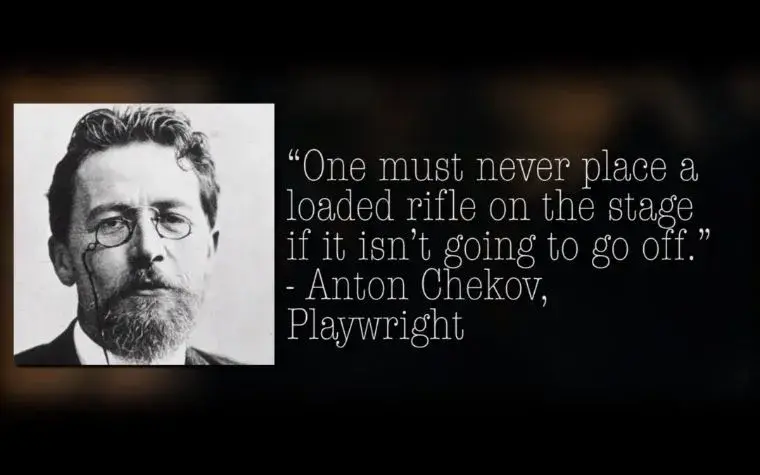 “One must never place a
loaded rifle on the stage
if it isn’t going to go off.”
- Anton Chekov,
Playwright